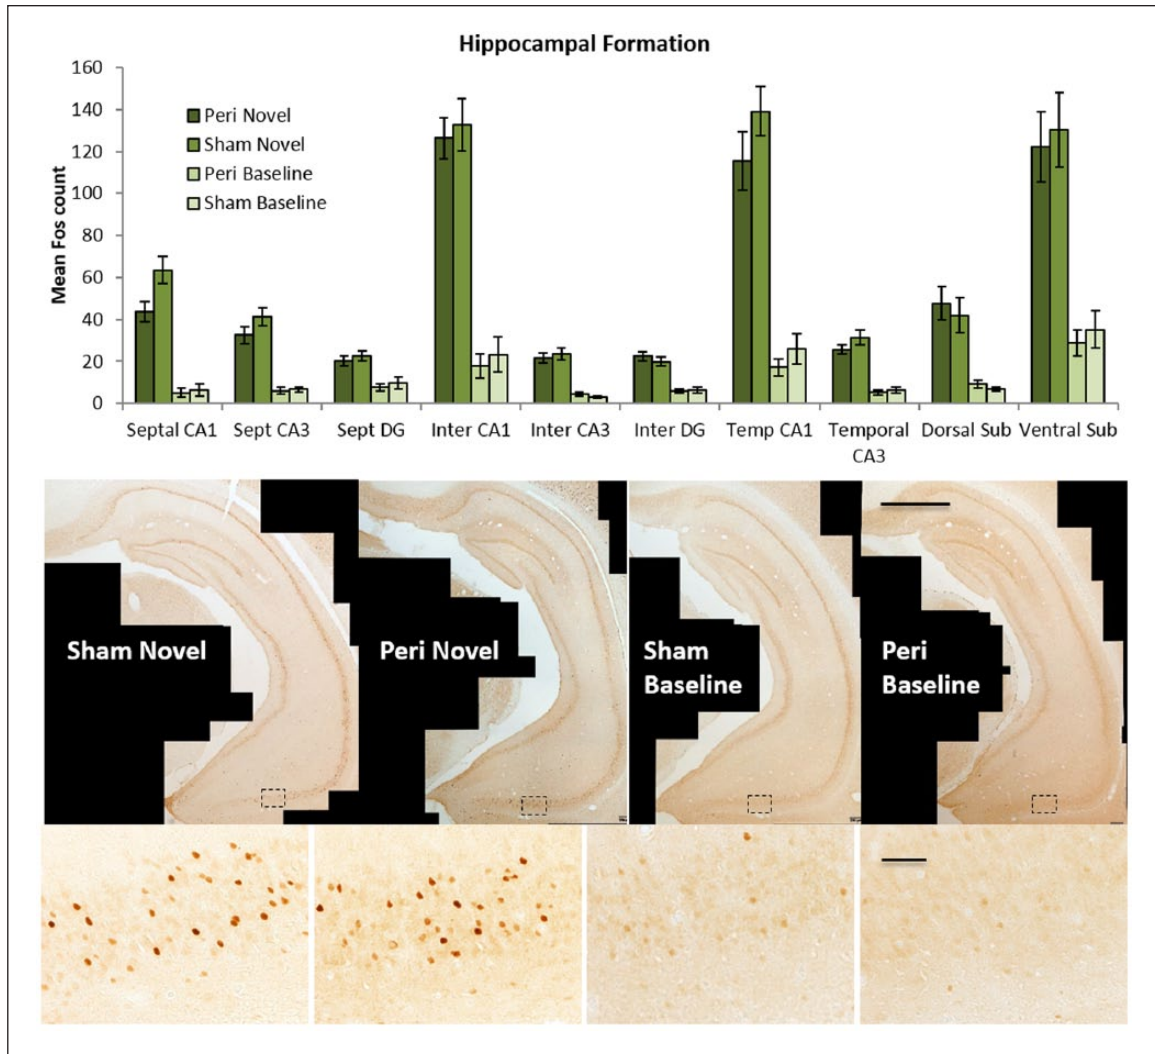 Hippocampal Formation
160
140
120
100
80
60
40
20
0
Mean Fos count
Peri Novel
Sham Novel
Peri Baseline
Sham Baseline
Septal CA1 Sept CA3 Sept DG Inter CA1 Inter CA3 Inter DG Temp CA1 Temporal Dorsal Sub Ventral Sub
CA3
Sham Novel
Peri Novel
Sham
Baseline
Peri
Baseline